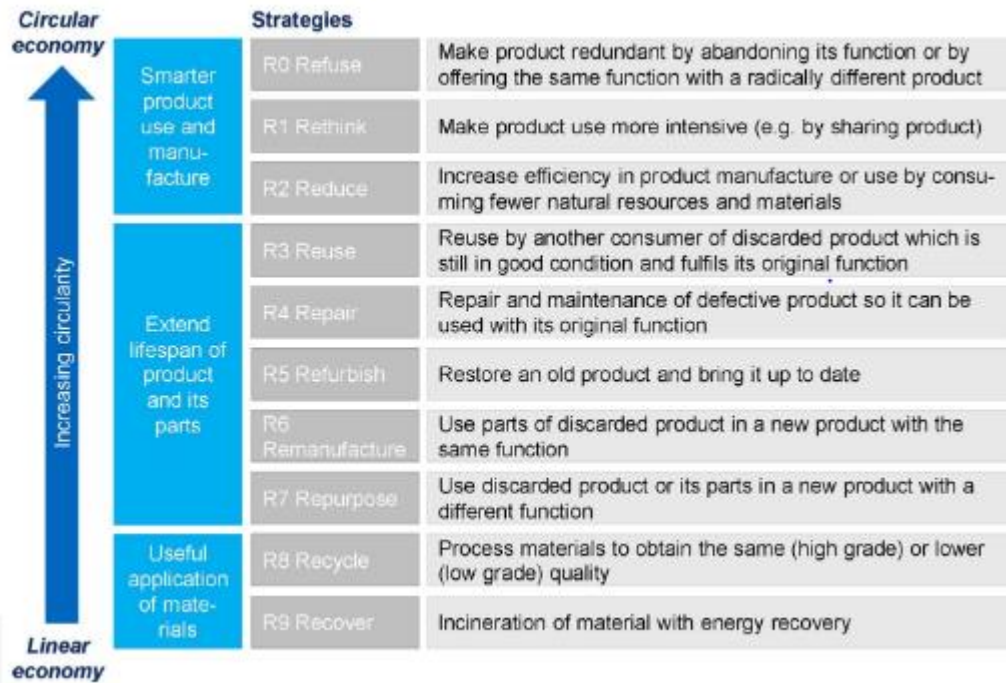 Circular
economy
Strategies
Smarter
product
use and
manu-
facture
R0 Refuse
Make product redundant by abandoning its function or by
offering the same function with a radically different product
R1 Rethink
Make product use more intensive (e.g. by sharing product)
R2 Reduce
Increase efficiency in product manufacture or use by consu-
ming fewer natural resources and materials
Increasing circularity
Extend
lifespan of
product
and its
parts
R3 Reuse
Reuse by another consumer of discarded product which is
still in good condition and fulfils its original function
R4 Repair
Repair and maintenance of defective product so it can be
used with its original function
R5 Refurbish
Restore an old product and bring it up to date
R6
Remanufacture
Use parts of discarded product in a new product with the
same function
R7 Repurpose
Use discarded product or its parts in a new product with a
different function
Useful
application
of mate-
rials
R8 Recycle
Process materials to obtain the same (high grade) or lower
(low grade) quality
R9 Recover
Incineration of material with energy recovery
Linear
economy